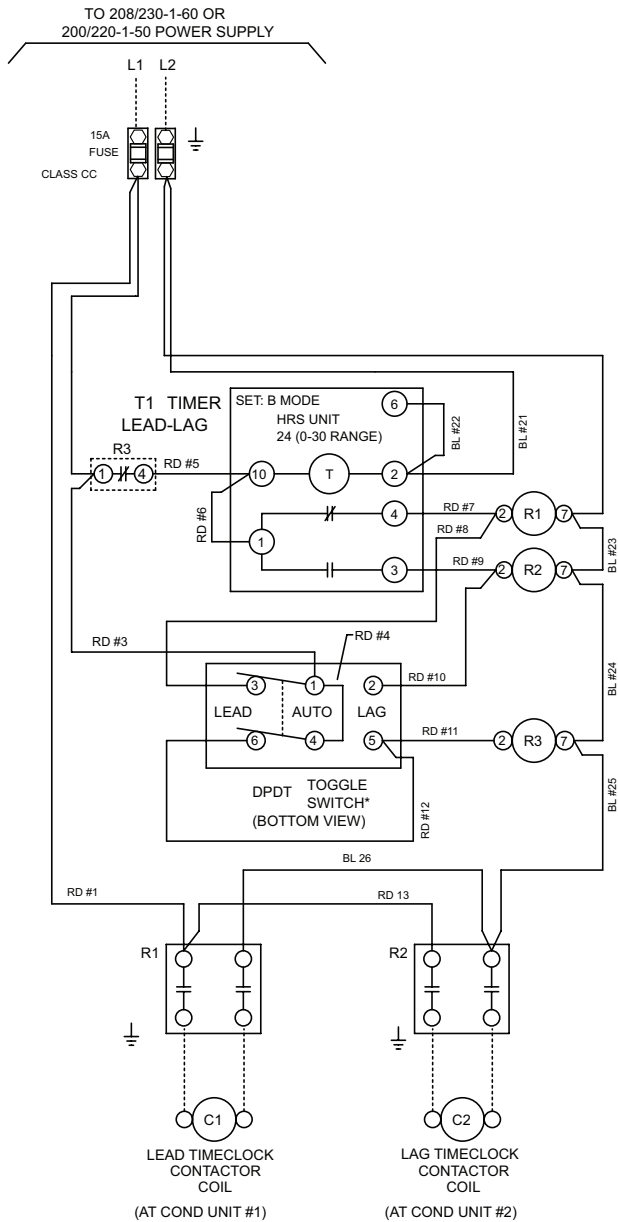 TO 208/230-1-60 OR
200/220-1-50 POWER SUPPLY
L1 L2
15A
FUSE
CLASS CC
T1 TIMER
LEAD-LAG
SET: B MODE
HRS UNIT
24 (0-30 RANGE)
6
BL #22
BL #21
R3
1 4
RD #5
10
T
2
RD #6
4
RD #7
2 R1 7
RD #8
1
3
RD #9
2 R2 7
BL #23
RD #3
RD #4
3 1 2
RD #10
BL #24
LEAD AUTO LAG
6 4 5
RD #11
2 R3 7
DPDT TOGGLE
SWITCH*
(BOTTOM VIEW)
RD #12
BL #25
BL 26
RD #1
RD 13
R1
R2
C1
C2
LEAD TIMECLOCK
CONTACTOR
COIL
(AT COND UNIT #1)
LAG TIMECLOCK
CONTACTOR
COIL
(AT COND UNIT #2)